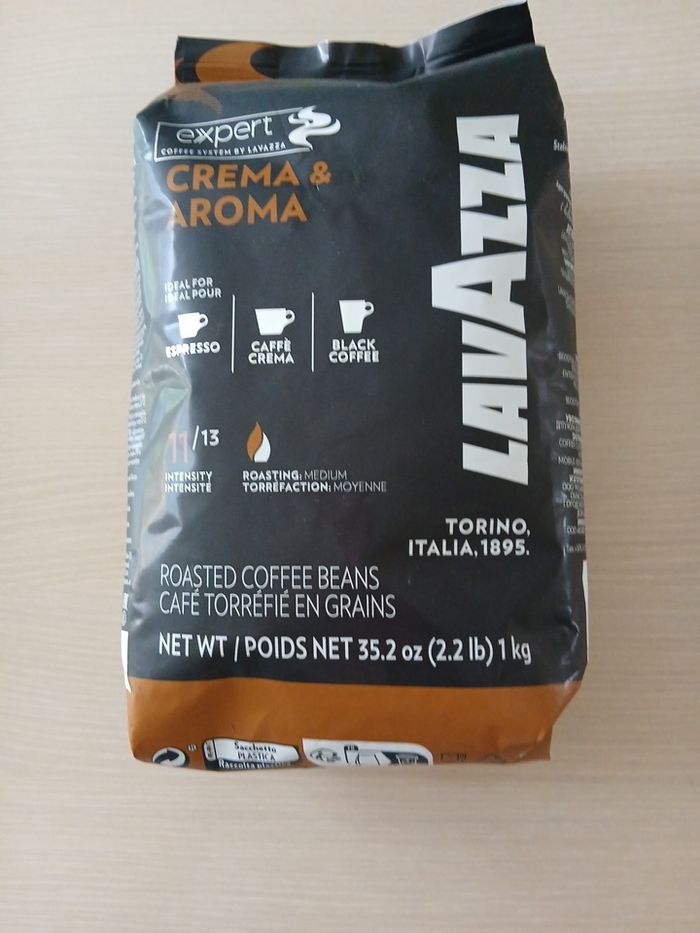 expert
COFFEE SYSTEM BY LAVAZZA
CREMA &
AROMA
LAVAZZA
IDEAL FOR
IDEAL POUR
ESPRESSO
CAFFÈ
CREMA
BLACK
COFFEE
11/13
INTENSITY
INTENSITÉ
ROASTING: MEDIUM
TORRÉFACTION: MOYENNE
TORINO,
ITALIA, 1895.
ROASTED COFFEE BEANS
CAFÉ TORRÉFIÉ EN GRAINS
NET WT / POIDS NET 35.2 oz (2.2 lb) 1 kg
Sacchetto
PLASTICA
Raccolta plastica